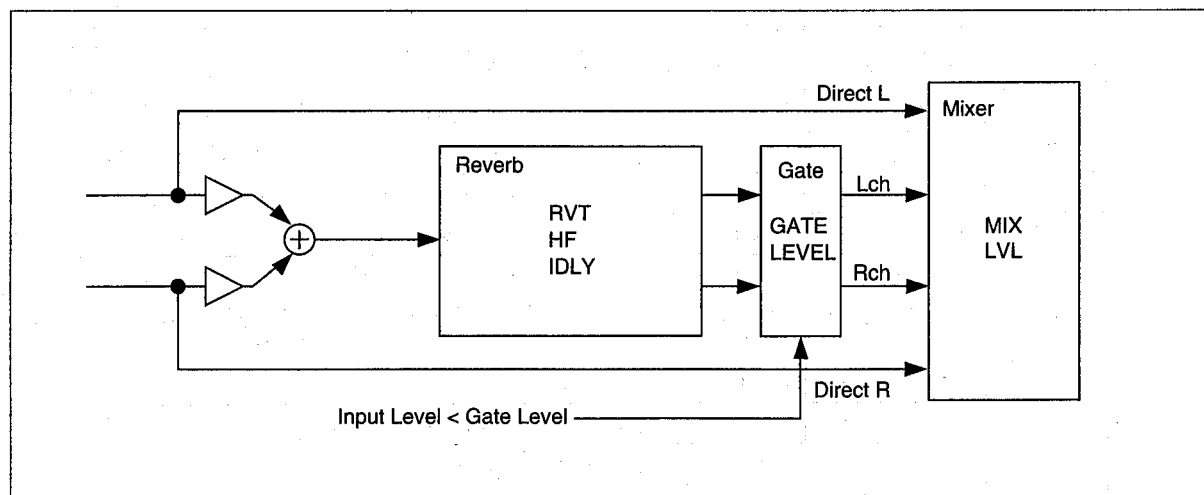 Direct L
Mixer
Reverb
Gate
Lch
RVT
HF
IDLY
GATE
LEVEL
MIX
LVL
Rch
Direct R
Input Level < Gate Level